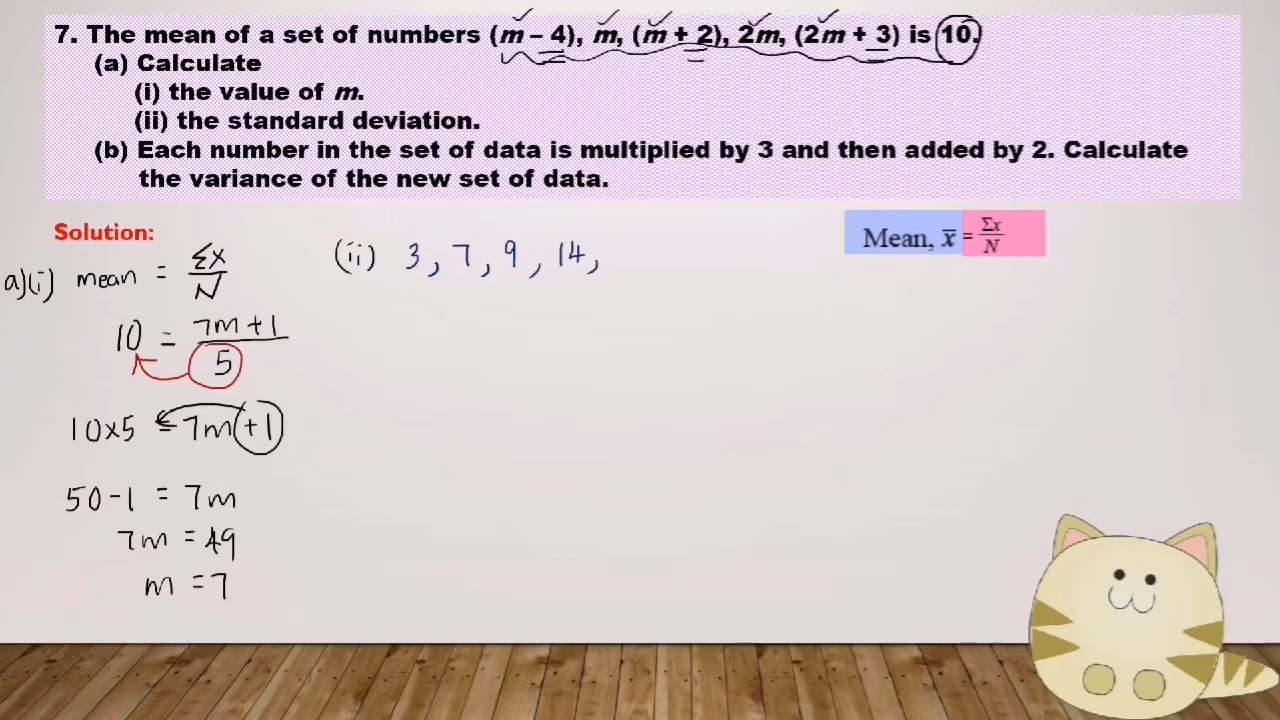 7. The mean of a set of numbers (m – 4), m, (m + 2), 2m, (2m + 3) is 10.
(a) Calculate
(i) the value of m.
(ii) the standard deviation.
(b) Each number in the set of data is multiplied by 3 and then added by 2. Calculate
the variance of the new set of data.
Solution:
a)(i) mean = Σx/N
10 = 7m+1/5
10×5 = 7m+1
50-1 = 7m
7m = 49
m = 7
(ii) 3, 7, 9, 14,
Mean, x̄ = Σx/N